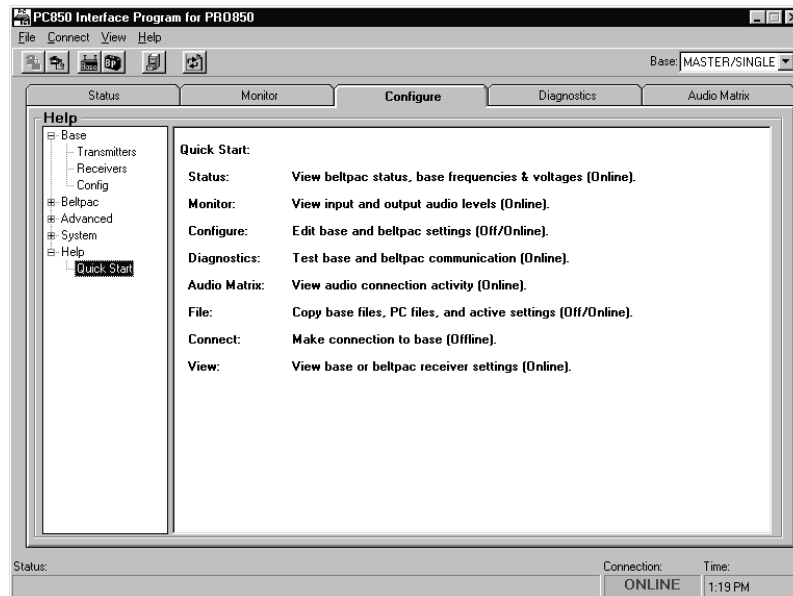 PC850 Interface Program for PRO850
File Connect View Help
Base: MASTER/SINGLE
Status Monitor Configure Diagnostics Audio Matrix
Help
Base
Transmitters
Receivers
Config
Beltpac
Advanced
System
Help
Quick Start
Quick Start:
Status: View beltpac status, base frequencies & voltages (Online).
Monitor: View input and output audio levels (Online).
Configure: Edit base and beltpac settings (Off/Online).
Diagnostics: Test base and beltpac communication (Online).
Audio Matrix: View audio connection activity (Online).
File: Copy base files, PC files, and active settings (Off/Online).
Connect: Make connection to base (Offline).
View: View base or beltpac receiver settings (Online).
Status: Connection: Time:
ONLINE 1:19 PM